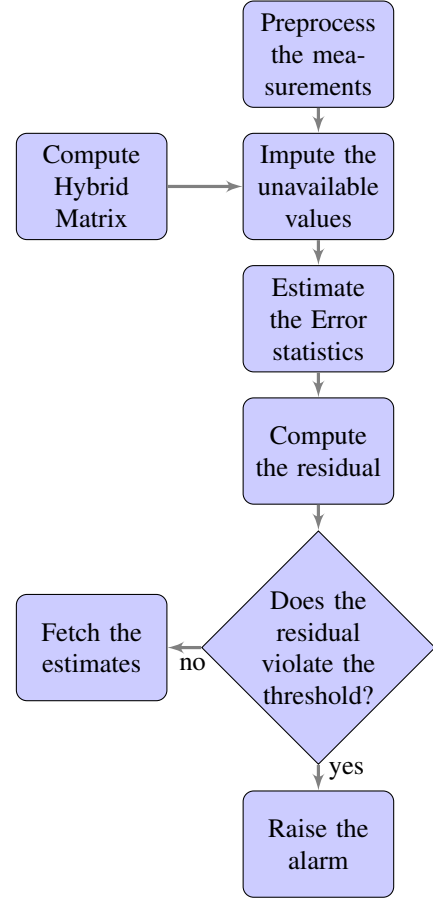 Preprocess
the mea-
surements
Compute
Hybrid
Matrix
Impute the
unavailable
values
Estimate
the Error
statistics
Compute
the residual
Does the
residual
violate the
threshold?
Fetch the
estimates
no
yes
Raise the
alarm